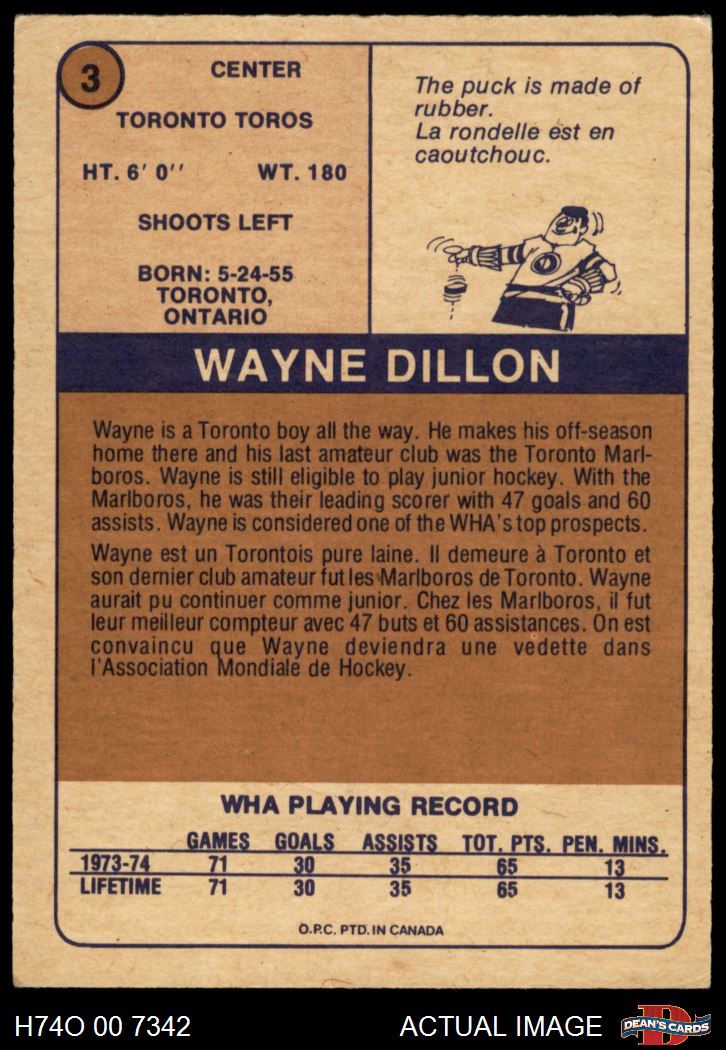 3
CENTER
TORONTO TOROS
HT. 6' 0'' WT. 180
SHOOTS LEFT
BORN: 5-24-55
TORONTO,
ONTARIO
The puck is made of
rubber.
La rondelle est en
caoutchouc.
WAYNE DILLON
Wayne is a Toronto boy all the way. He makes his off-season
home there and his last amateur club was the Toronto Marl-
boros. Wayne is still eligible to play junior hockey. With the
Marlboros, he was their leading scorer with 47 goals and 60
assists. Wayne is considered one of the WHA's top prospects.
Wayne est un Torontois pure laine. Il demeure à Toronto et
son dernier club amateur fut les Marlboros de Toronto. Wayne
aurait pu continuer comme junior. Chez les Marlboros, il fut
leur meilleur compteur avec 47 buts et 60 assistances. On est
convaincu que Wayne deviendra une vedette dans
l'Association Mondiale de Hockey.
WHA PLAYING RECORD
GAMES GOALS ASSISTS TOT. PTS. PEN. MINS.
1973-74 71 30 35 65 13
LIFETIME 71 30 35 65 13
O.P.C. PTD. IN CANADA
H74O 00 7342 ACTUAL IMAGE D DEAN'S CARDS